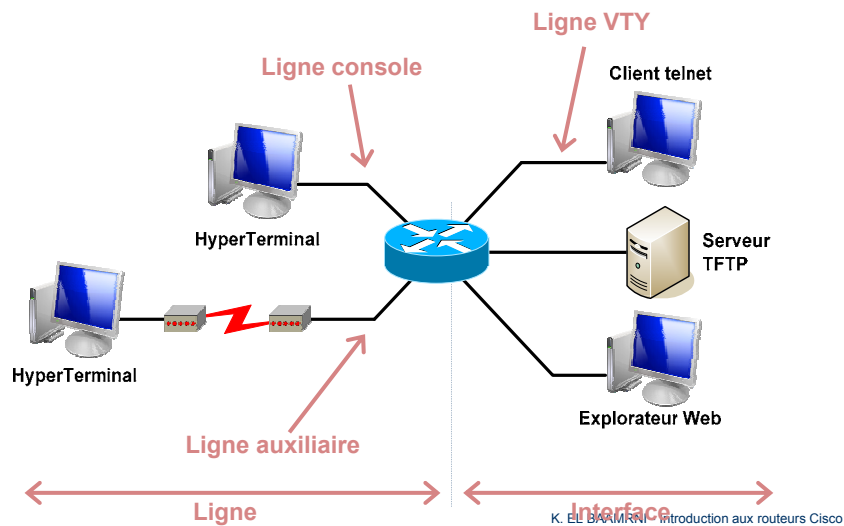 Ligne VTY
Ligne console
Client telnet
HyperTerminal
Serveur
TFTP
HyperTerminal
Explorateur Web
Ligne auxiliaire
Ligne
Interface
K. EL BAAMRNI Introduction aux routeurs Cisco